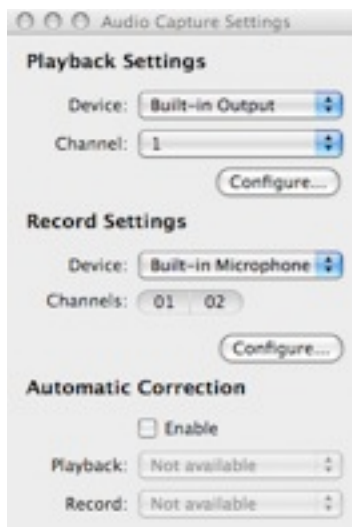 Audio Capture Settings
Playback Settings
Device: Built-in Output
Channel: 1
Configure...
Record Settings
Device: Built-in Microphone
Channels: 01 02
Configure...
Automatic Correction
Enable
Playback: Not available
Record: Not available